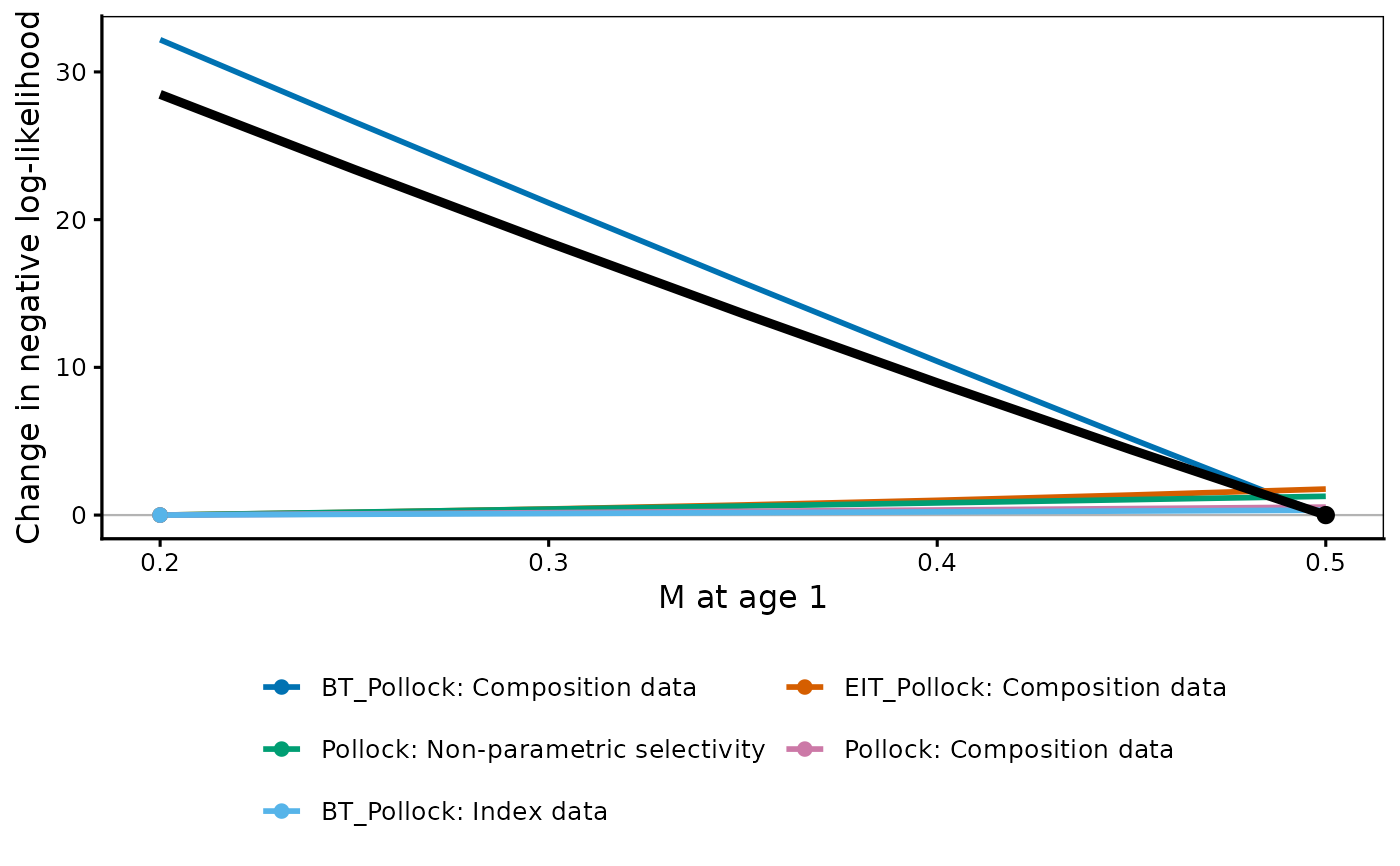 Change in negative log-likelihood
30
20
10
0
0.2 0.3 0.4 0.5
M at age 1
BT_Pollock: Composition data EIT_Pollock: Composition data
Pollock: Non-parametric selectivity Pollock: Composition data
BT_Pollock: Index data